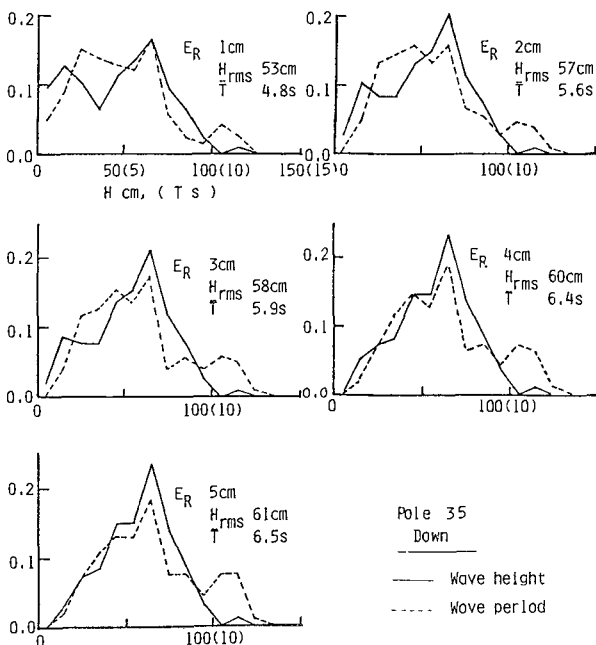 0.2
0.1
0.0
0 50(5) 100(10) 150(15)
H cm, ( T s )
E_R 1cm
H_rms 53cm
T̄ 4.8s
0.2
0.1
0.0
0 100(10)
E_R 2cm
H_rms 57cm
T̄ 5.6s
0.2
0.1
0.0
100(10)
E_R 3cm
H_rms 58cm
T̄ 5.9s
0.2
0.1
0.0
100(10)
E_R. 4cm
H_rms 60cm
T̄ 6.4s
0.2
0.1
0.0
0 100(10)
E_R 5cm
H_rms 61cm
T̄ 6.5s
Pole 35
Down
Wave height
Wave period